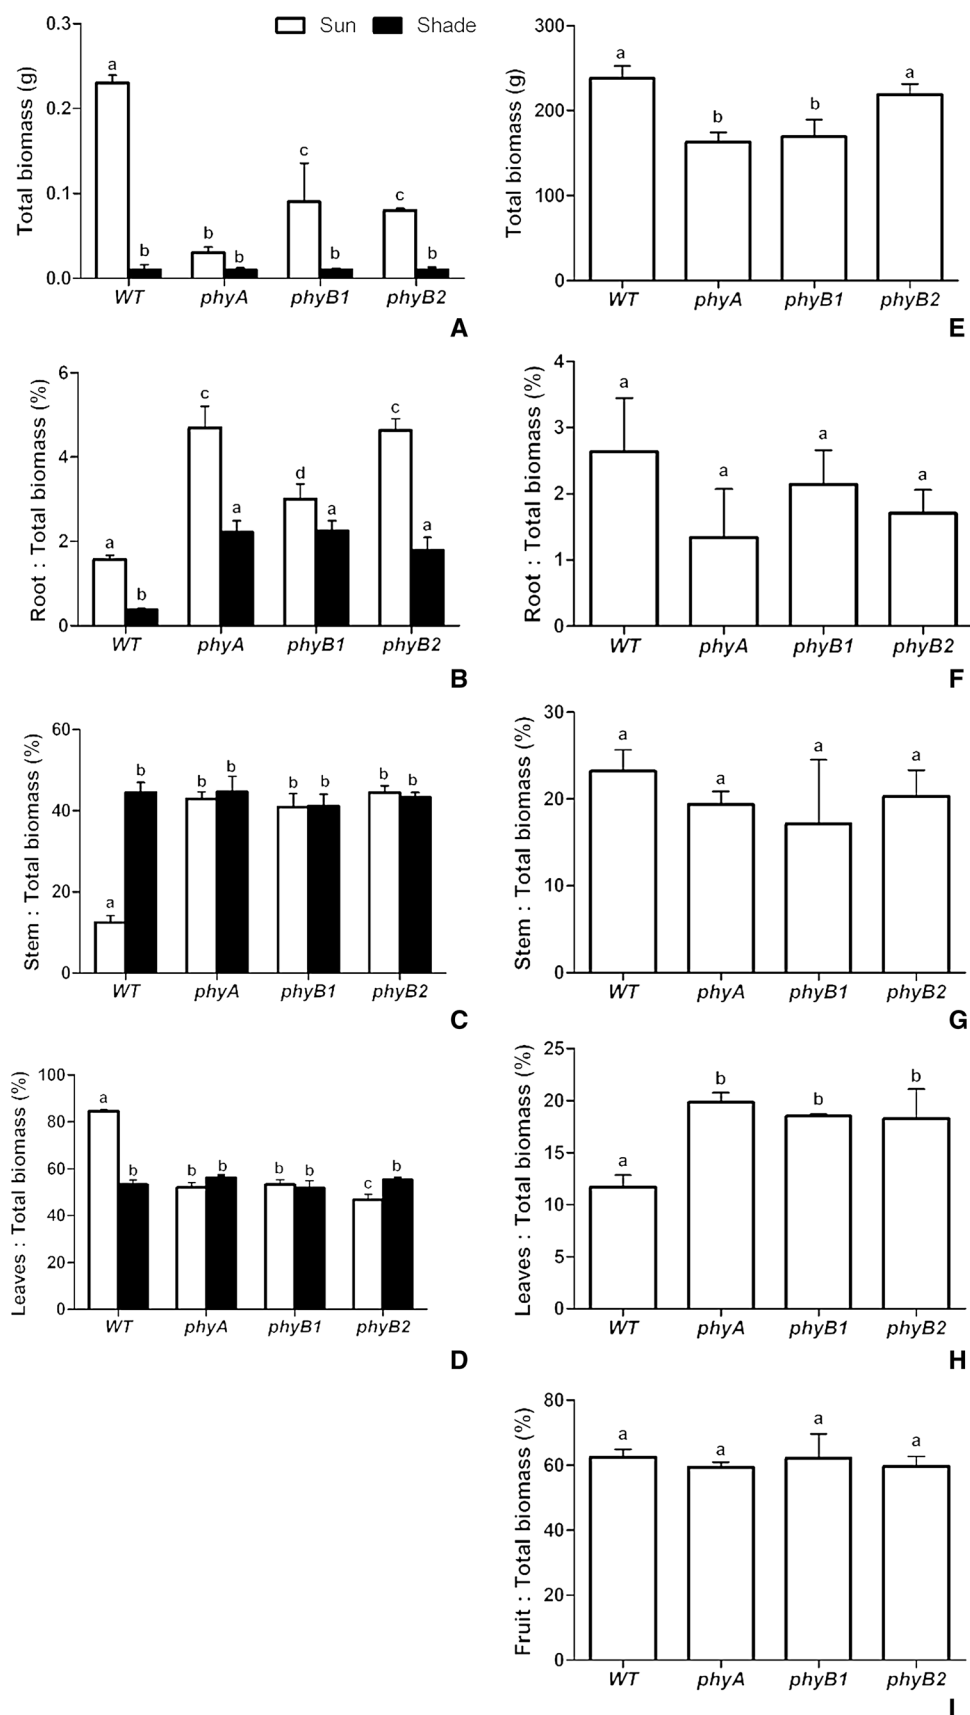 Sun Shade
Total biomass (g)
0.3
0.2
0.1
0.0
a b b b c b c b
WT phyA phyB1 phyB2
A
Total biomass (g)
300
200
100
0
a b b a
WT phyA phyB1 phyB2
E
Root : Total biomass (%)
6
4
2
0
a b c a d a c a
WT phyA phyB1 phyB2
B
Root : Total biomass (%)
4
3
2
1
0
a a a a
WT phyA phyB1 phyB2
F
Stem : Total biomass (%)
60
40
20
0
a b b b b b b b
WT phyA phyB1 phyB2
C
Stem : Total biomass (%)
30
20
10
0
a a a a
WT phyA phyB1 phyB2
G
Leaves : Total biomass (%)
100
80
60
40
20
0
a b b b b b c b
WT phyA phyB1 phyB2
D
Leaves : Total biomass (%)
25
20
15
10
5
0
a b b b
WT phyA phyB1 phyB2
H
Fruit : Total biomass (%)
80
60
40
20
0
a a a a
WT phyA phyB1 phyB2
I